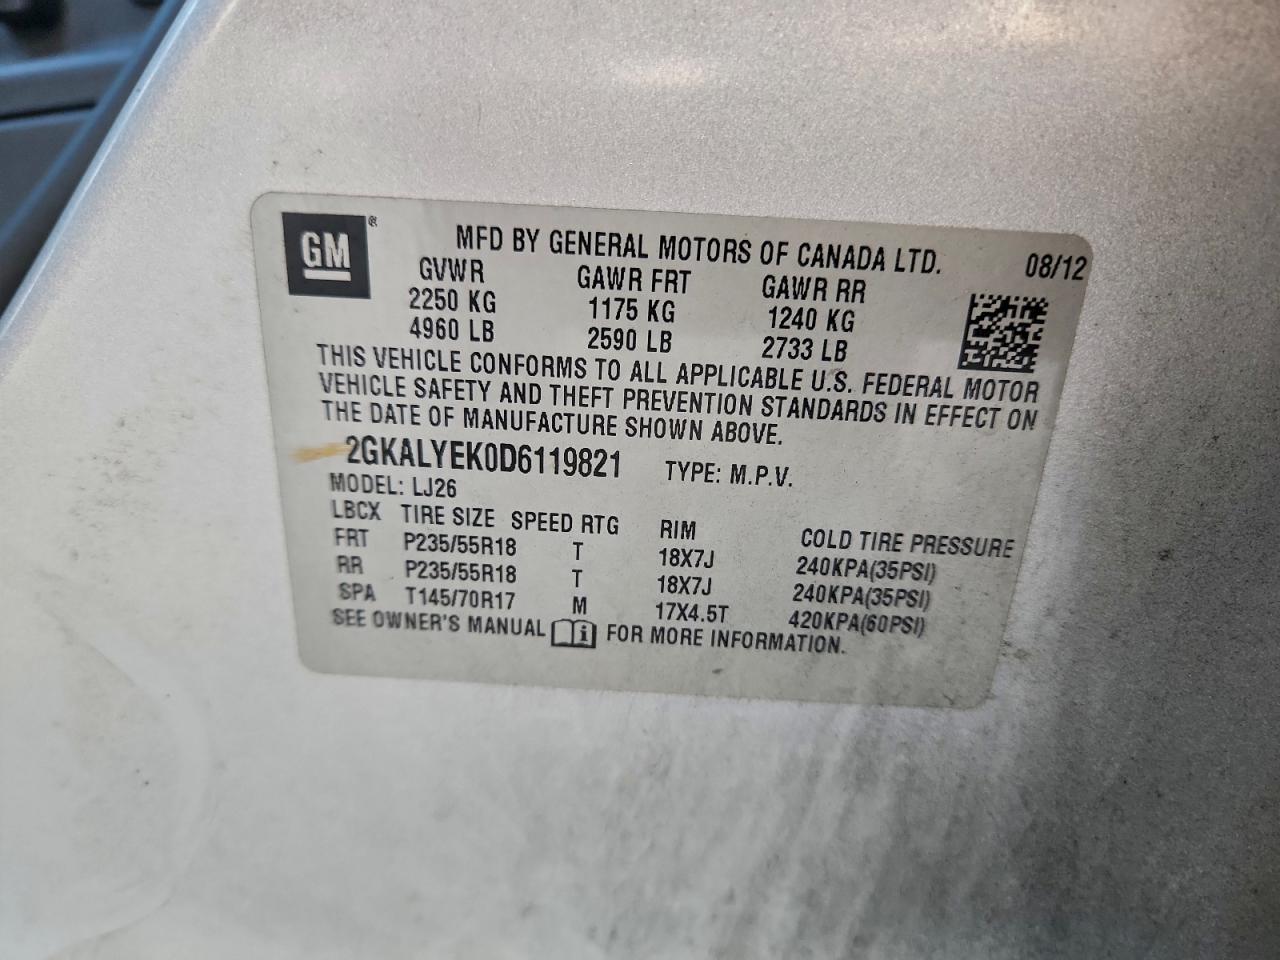 GM®
MFD BY GENERAL MOTORS OF CANADA LTD. 08/12
GVWR GAWR FRT GAWR RR
2250 KG 1175 KG 1240 KG
4960 LB 2590 LB 2733 LB
THIS VEHICLE CONFORMS TO ALL APPLICABLE U.S. FEDERAL MOTOR
VEHICLE SAFETY AND THEFT PREVENTION STANDARDS IN EFFECT ON
THE DATE OF MANUFACTURE SHOWN ABOVE.
2GKALYEK0D6119821 TYPE: M.P.V.
MODEL: LJ26
LBCX TIRE SIZE SPEED RTG RIM COLD TIRE PRESSURE
FRT P235/55R18 T 18X7J 240KPA(35PSI)
RR P235/55R18 T 18X7J 240KPA(35PSI)
SPA T145/70R17 M 17X4.5T 420KPA(60PSI)
SEE OWNER'S MANUAL i FOR MORE INFORMATION.